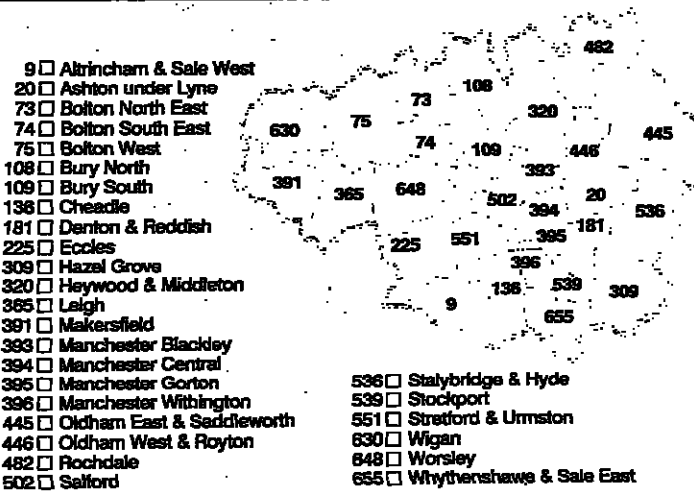 9 □ Altrincham & Sale West
20 □ Ashton under Lyne
73 □ Bolton North East
74 □ Bolton South East
75 □ Bolton West
108 □ Bury North
109 □ Bury South
136 □ Cheadle
181 □ Denton & Reddish
225 □ Eccles
309 □ Hazel Grove
320 □ Heywood & Middleton
365 □ Leigh
391 □ Makersfield
393 □ Manchester Blackley
394 □ Manchester Central
395 □ Manchester Gorton
396 □ Manchester Withington
445 □ Oldham East & Saddleworth
446 □ Oldham West & Royton
482 □ Rochdale
502 □ Salford
536 □ Stalybridge & Hyde
539 □ Stockport
551 □ Stretford & Urmston
630 □ Wigan
648 □ Worsley
655 □ Whythenshawe & Sale East
482
73 108
75 320
630 445
74 109 446
393
391 365 648 502 20
394 536
181
225 551 395
396
136 539 309
9
655